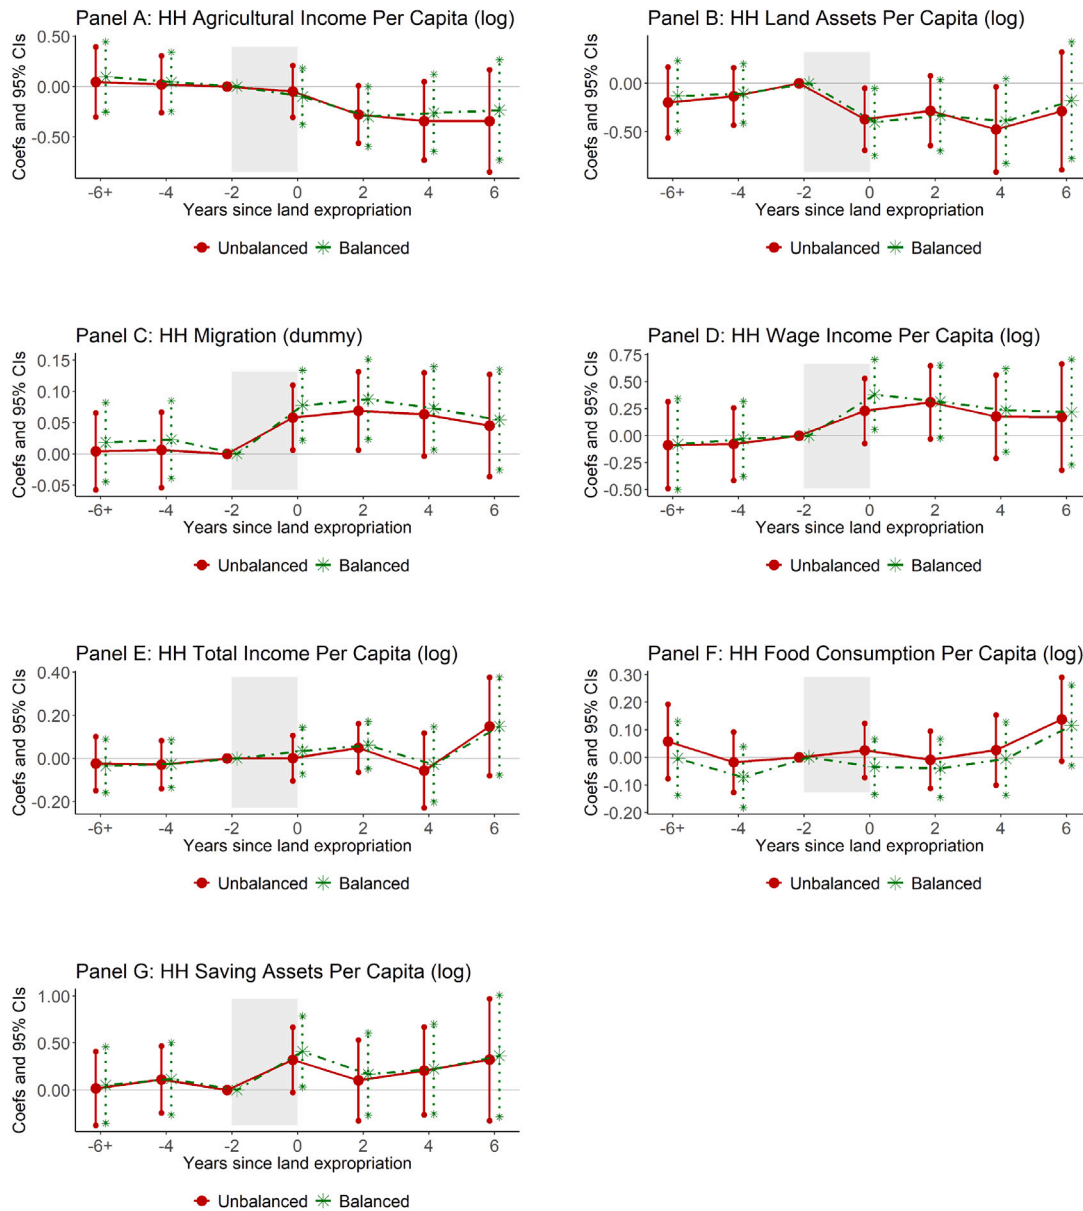 Panel A: HH Agricultural Income Per Capita (log)
Coefs and 95% CIs
0.50
0.00
-0.50
-6+ -4 -2 0 2 4 6
Years since land expropriation
Unbalanced Balanced
Panel B: HH Land Assets Per Capita (log)
Coefs and 95% CIs
0.00
-0.50
-6+ -4 -2 0 2 4 6
Years since land expropriation
Unbalanced Balanced
Panel C: HH Migration (dummy)
Coefs and 95% CIs
0.15
0.10
0.05
0.00
-0.05
-6+ -4 -2 0 2 4 6
Years since land expropriation
Unbalanced Balanced
Panel D: HH Wage Income Per Capita (log)
Coefs and 95% CIs
0.75
0.50
0.25
0.00
-0.25
-0.50
-6+ -4 -2 0 2 4 6
Years since land expropriation
Unbalanced Balanced
Panel E: HH Total Income Per Capita (log)
Coefs and 95% CIs
0.40
0.20
0.00
-0.20
-6+ -4 -2 0 2 4 6
Years since land expropriation
Unbalanced Balanced
Panel F: HH Food Consumption Per Capita (log)
Coefs and 95% CIs
0.30
0.20
0.10
0.00
-0.10
-0.20
-6+ -4 -2 0 2 4 6
Years since land expropriation
Unbalanced Balanced
Panel G: HH Saving Assets Per Capita (log)
Coefs and 95% CIs
1.00
0.50
0.00
-6+ -4 -2 0 2 4 6
Years since land expropriation
Unbalanced Balanced